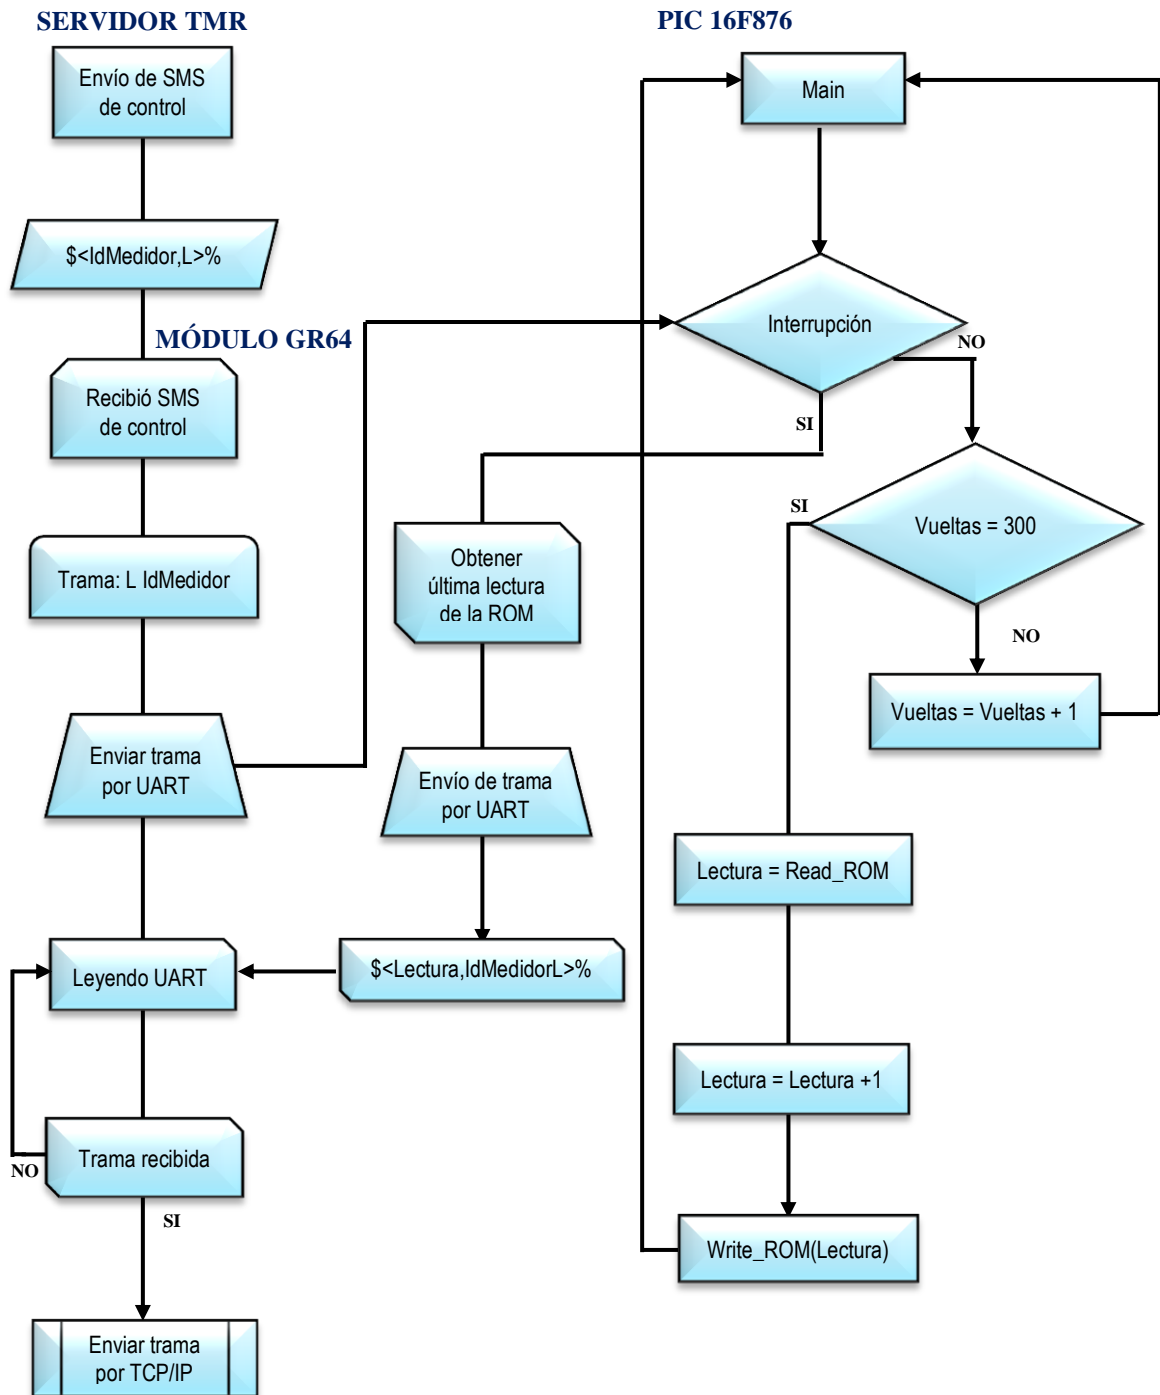 SERVIDOR TMR
Envío de SMS
de control
$<IdMedidor,L>%
MÓDULO GR64
Recibió SMS
de control
Trama: L IdMedidor
Enviar trama
por UART
Leyendo UART
Trama recibida
NO
SI
Enviar trama
por TCP/IP
PIC 16F876
Main
Interrupción
NO
SI
Obtener
última lectura
de la ROM
Envío de trama
por UART
$<Lectura,IdMedidorL>%
Vueltas = 300
SI
NO
Vueltas = Vueltas + 1
Lectura = Read_ROM
Lectura = Lectura +1
Write_ROM(Lectura)